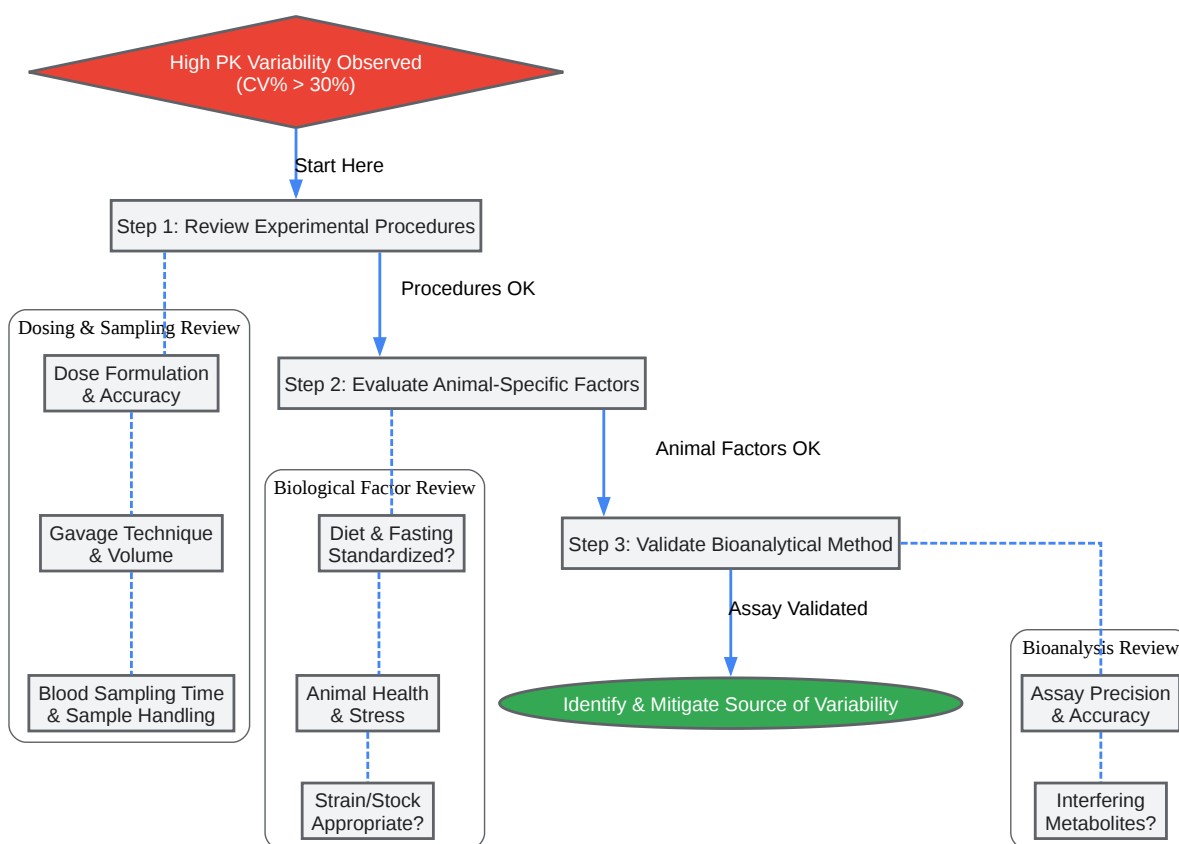 High PK Variability Observed
(CV% > 30%)
Start Here
Step 1: Review Experimental Procedures
Procedures OK
Dosing & Sampling Review
Dose Formulation
& Accuracy
Step 2: Evaluate Animal-Specific Factors
Animal Factors OK
Biological Factor Review
Gavage Technique
& Volume
Diet & Fasting
Standardized?
Step 3: Validate Bioanalytical Method
Assay Validated
Bioanalysis Review
Blood Sampling Time
& Sample Handling
Animal Health
& Stress
Identify & Mitigate Source of Variability
Assay Precision
& Accuracy
Strain/Stock
Appropriate?
Interfering
Metabolites?